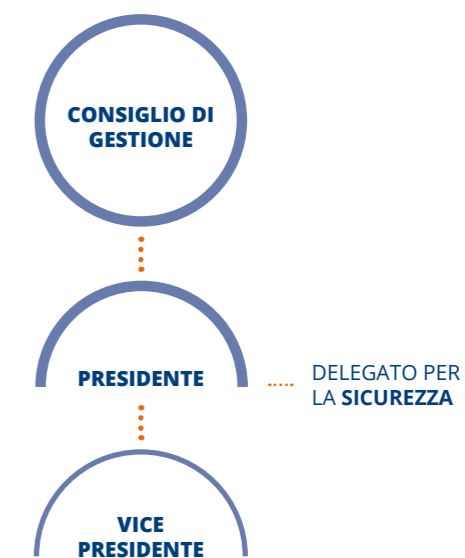 CONSIGLIO DI
GESTIONE
PRESIDENTE
DELEGATO PER
LA SICUREZZA
VICE
PRESIDENTE